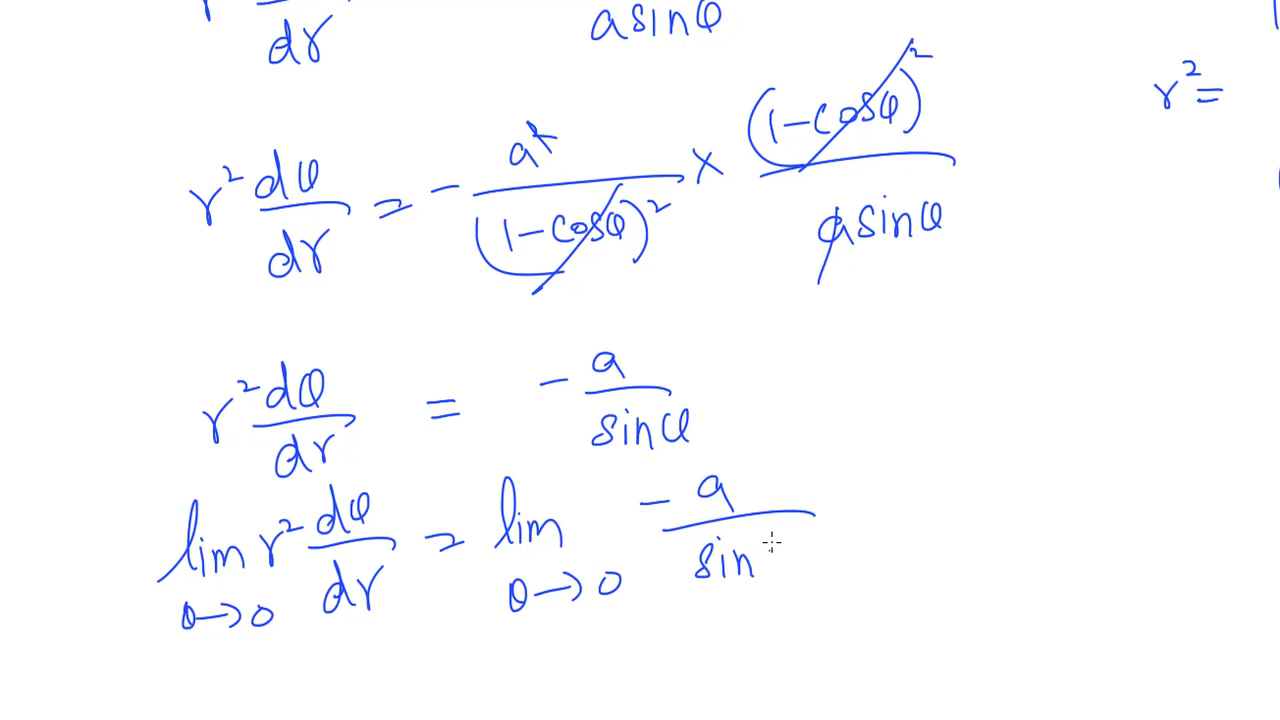 dr a sinθ
r² dθ/dr = - a²/(1-cosθ)² × (1-cosθ)²/(a sinθ) r² =
r² dθ/dr = - a/sinθ
lim θ→0 r² dθ/dr = lim θ→0 - a/sin